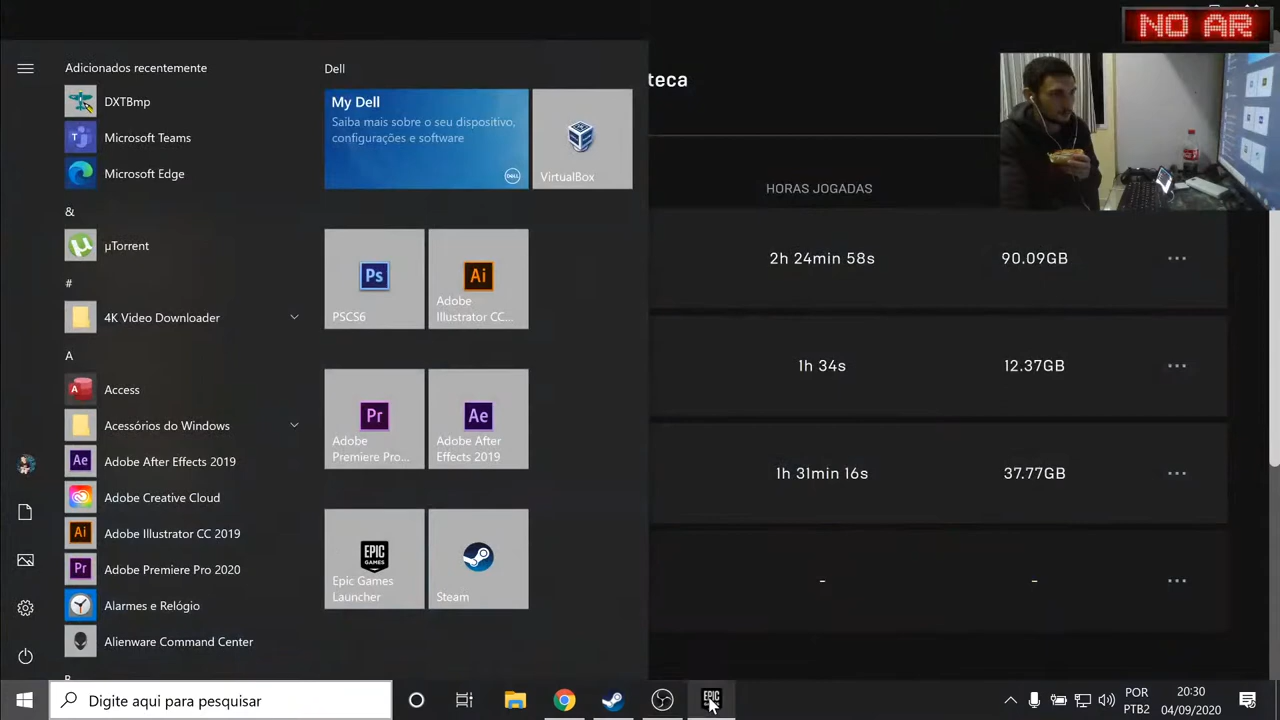 NO AR
Adicionados recentemente
DXTBmp
Microsoft Teams
Microsoft Edge
&
µTorrent
#
4K Video Downloader
A
Access
Acessórios do Windows
Ae
Adobe After Effects 2019
Adobe Creative Cloud
Ai
Adobe Illustrator CC 2019
Pr
Adobe Premiere Pro 2020
Alarmes e Relógio
Alienware Command Center
Dell
My Dell
Saiba mais sobre o seu dispositivo,
configurações e software
DELL
VirtualBox
Ps
PSCS6
Ai
Adobe
Illustrator CC...
Pr
Adobe
Premiere Pro...
Ae
Adobe After
Effects 2019
EPIC
GAMES
Epic Games
Launcher
Steam
teca
HORAS JOGADAS
2h 24min 58s
90.09GB
1h 34s
12.37GB
1h 31min 16s
37.77GB
-
-
Digite aqui para pesquisar
EPIC
POR
PTB2
20:30
04/09/2020